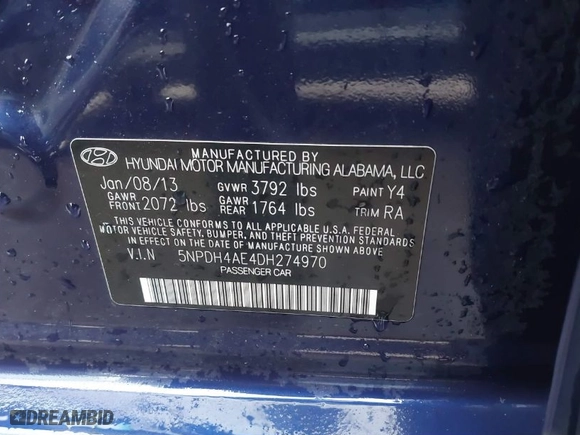 MANUFACTURED BY
HYUNDAI MOTOR MANUFACTURING ALABAMA, LLC
Jan/08/13 GVWR 3792 lbs PAINT Y4
GAWR FRONT 2072 lbs GAWR REAR 1764 lbs TRIM RA
THIS VEHICLE CONFORMS TO ALL APPLICABLE U.S.A. FEDERAL
MOTOR VEHICLE SAFETY, BUMPER, AND THEFT PREVENTION STANDARDS
IN EFFECT ON THE DATE OF MANUFACTURE SHOWN ABOVE.
V.I.N 5NPDH4AE4DH274970
PASSENGER CAR
DREAMBID